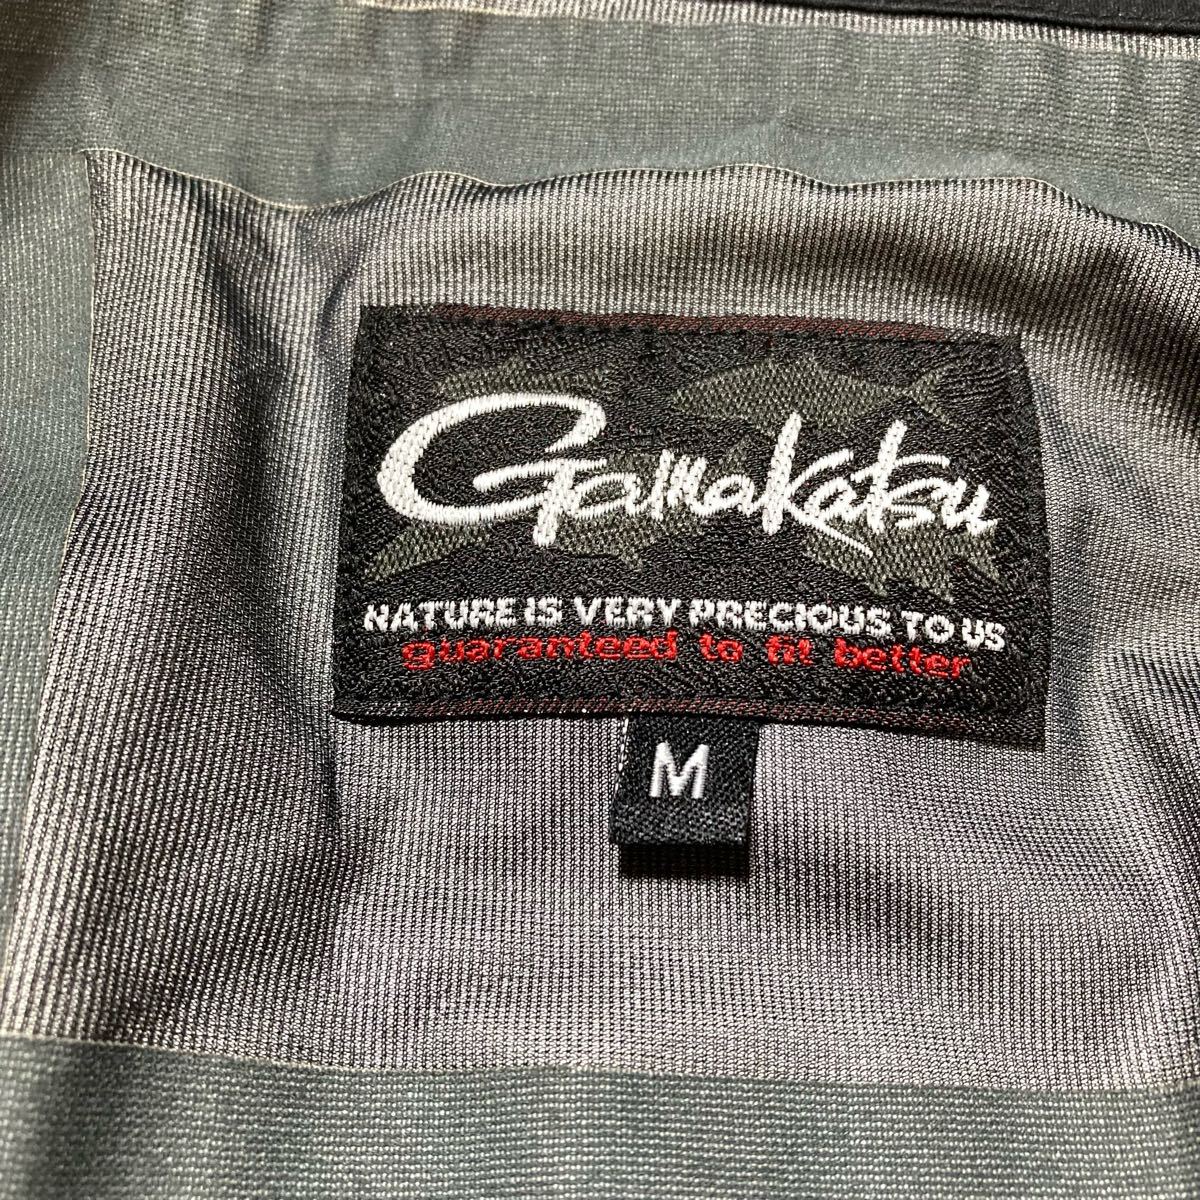 Gamakatsu
NATURE IS VERY PRECIOUS TO US
guaranteed to fit better
M